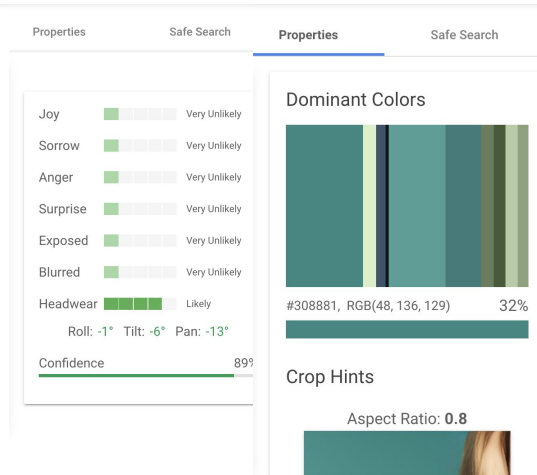 Properties Safe Search
Joy Very Unlikely
Sorrow Very Unlikely
Anger Very Unlikely
Surprise Very Unlikely
Exposed Very Unlikely
Blurred Very Unlikely
Headwear Likely
Roll: -1° Tilt: -6° Pan: -13°
Confidence 89%
Properties Safe Search
Dominant Colors
#308881, RGB(48, 136, 129) 32%
Crop Hints
Aspect Ratio: 0.8